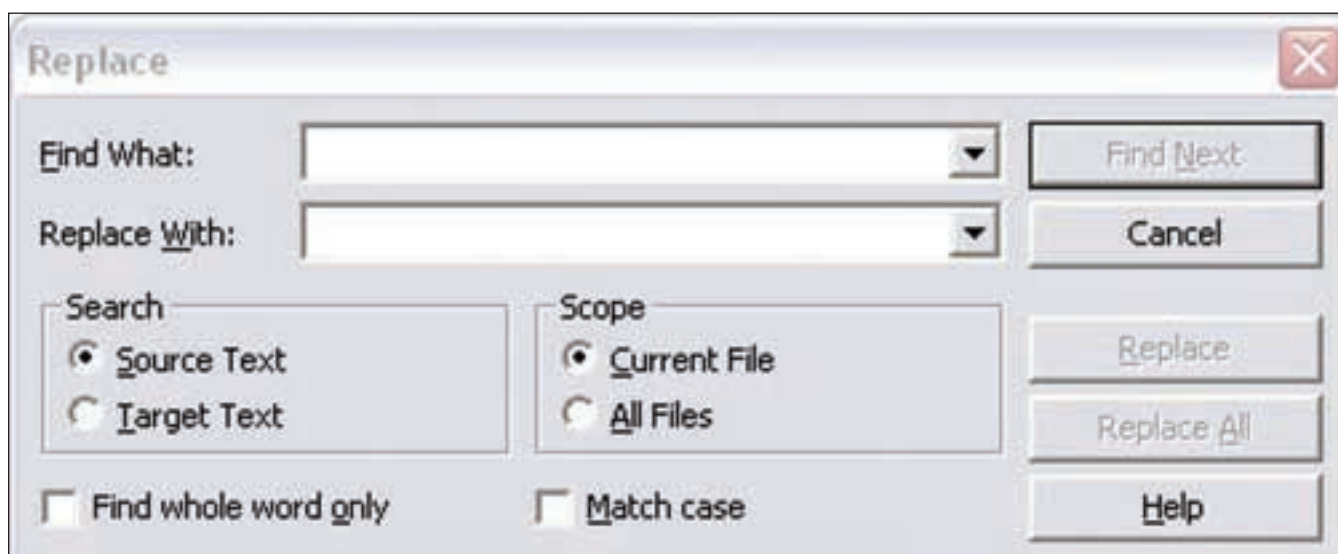 Replace
Find What:
Find Next
Replace With:
Cancel
Search
Source Text
Target Text
Scope
Current File
All Files
Replace
Replace All
Find whole word only
Match case
Help